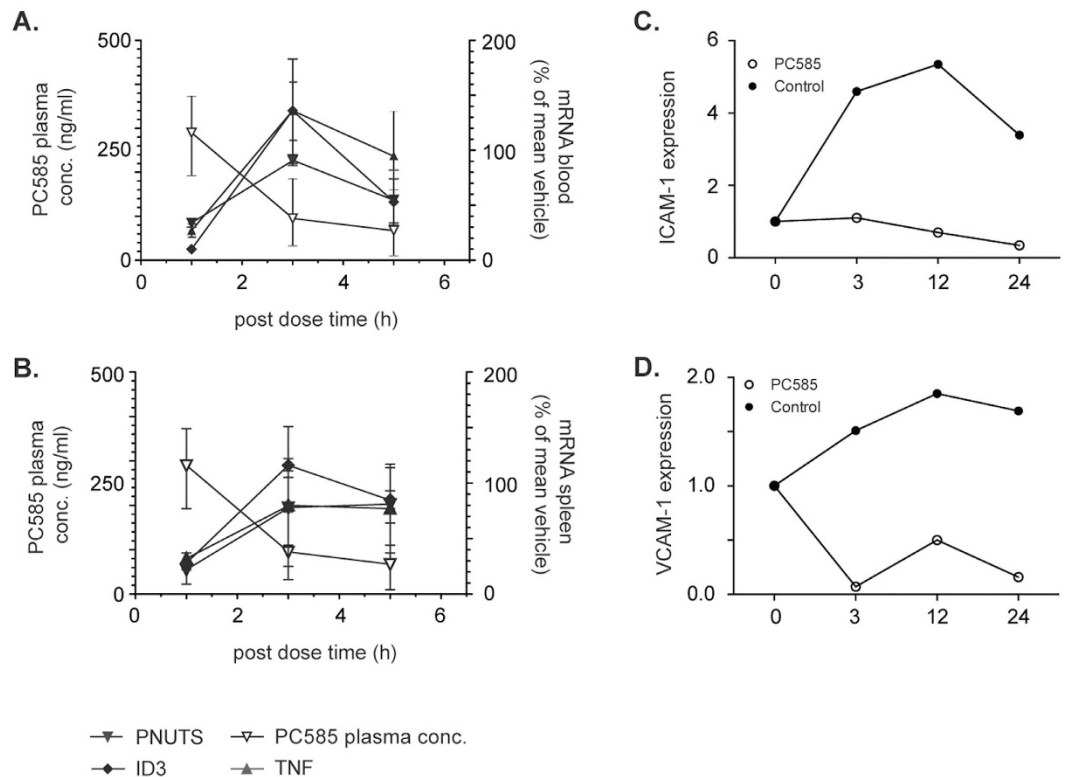 A.
500
250
0
PC585 plasma
conc. (ng/ml)
200
100
0
mRNA blood
(% of mean vehicle)
0
2
4
6
post dose time (h)
B.
500
250
0
PC585 plasma
conc. (ng/ml)
200
100
0
mRNA spleen
(% of mean vehicle)
0
2
4
6
post dose time (h)
PNUTS
PC585 plasma conc.
ID3
TNF
C.
6
4
2
0
ICAM-1 expression
PC585
Control
0
3
12
24
D.
2.0
1.0
0.0
VCAM-1 expression
PC585
Control
0
3
12
24